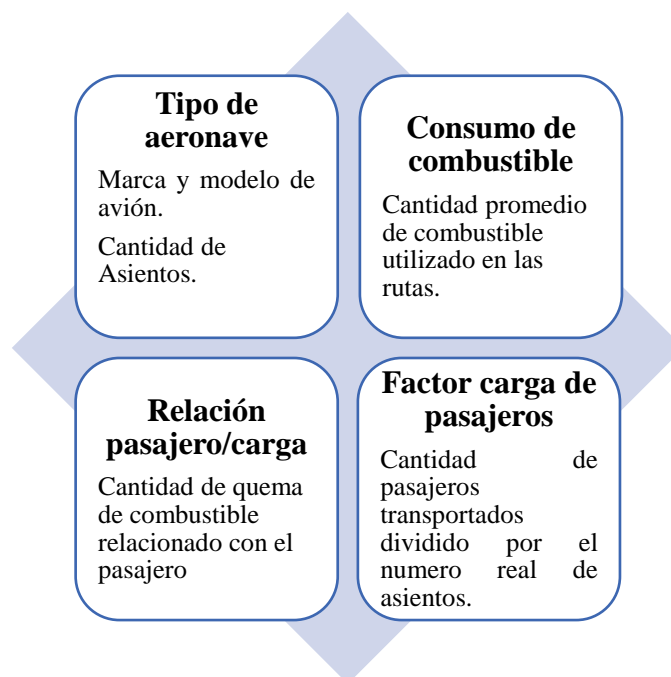 Tipo de
aeronave
Marca y modelo de
avión.
Cantidad de
Asientos.
Consumo de
combustible
Cantidad promedio
de combustible
utilizado en las
rutas.
Relación
pasajero/carga
Cantidad de quema
de combustible
relacionado con el
pasajero
Factor carga de
pasajeros
Cantidad de
pasajeros
transportados
dividido por el
numero real de
asientos.